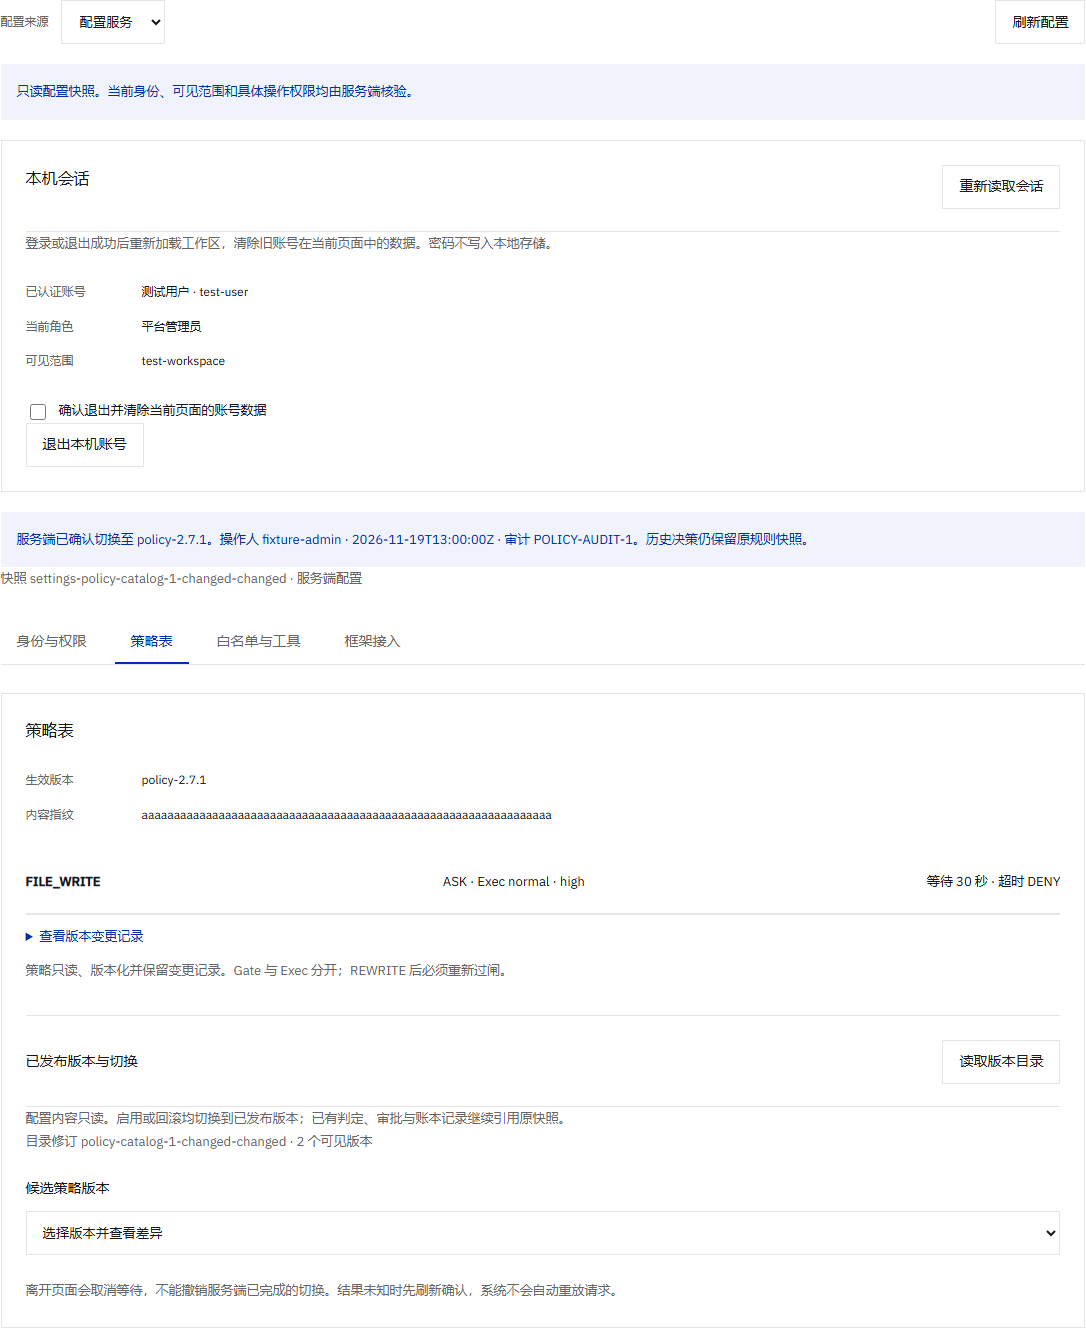 配置来源
配置服务
刷新配置
只读配置快照。当前身份、可见范围和具体操作权限均由服务端核验。
本机会话
重新读取会话
登录或退出成功后重新加载工作区，清除旧账号在当前页面中的数据。密码不写入本地存储。
已认证账号 测试用户 · test-user
当前角色 平台管理员
可见范围 test-workspace
确认退出并清除当前页面的账号数据
退出本机账号
服务端已确认切换至 policy-2.7.1。操作人 fixture-admin · 2026-11-19T13:00:00Z · 审计 POLICY-AUDIT-1。历史决策仍保留原规则快照。
快照 settings-policy-catalog-1-changed-changed · 服务端配置
身份与权限 策略表 白名单与工具 框架接入
策略表
生效版本 policy-2.7.1
内容指纹 aaaaaaaaaaaaaaaaaaaaaaaaaaaaaaaaaaaaaaaaaaaaaaaaaaaaaaaaaaaaaaaa
FILE_WRITE ASK · Exec normal · high 等待 30 秒 · 超时 DENY
查看版本变更记录
策略只读、版本化并保留变更记录。Gate 与 Exec 分开；REWRITE 后必须重新过闸。
已发布版本与切换
读取版本目录
配置内容只读。启用或回滚均切换到已发布版本；已有判定、审批与账本记录继续引用原快照。
目录修订 policy-catalog-1-changed-changed · 2 个可见版本
候选策略版本
选择版本并查看差异
离开页面会取消等待，不能撤销服务端已完成的切换。结果未知时先刷新确认，系统不会自动重放请求。